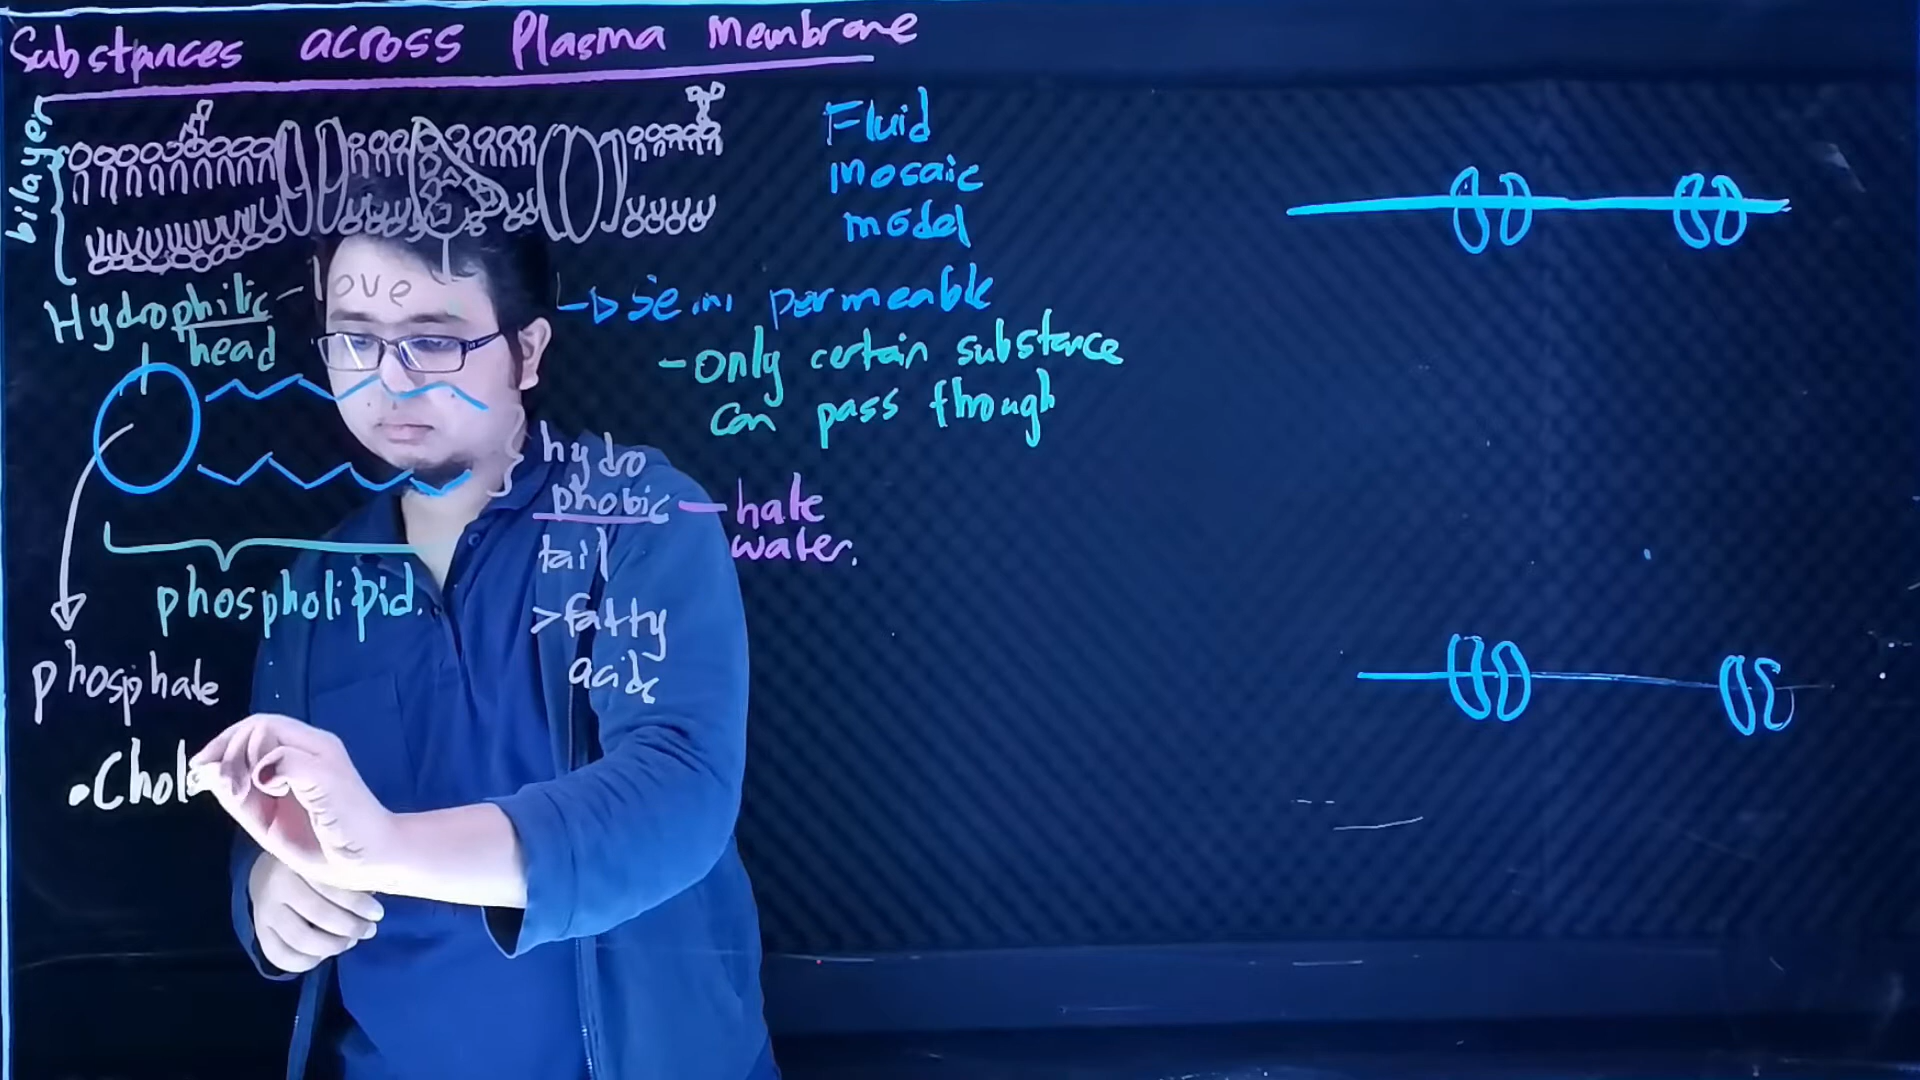 Substances across Plasma Membrane
bilayer
Fluid
mosaic
model
Hydrophilic - love
head
semi permeable
- Only certain substance
can pass through
hydro
phobic - hate
water.
tail
> fatty
acids
phospholipid.
phosphate
• Chol